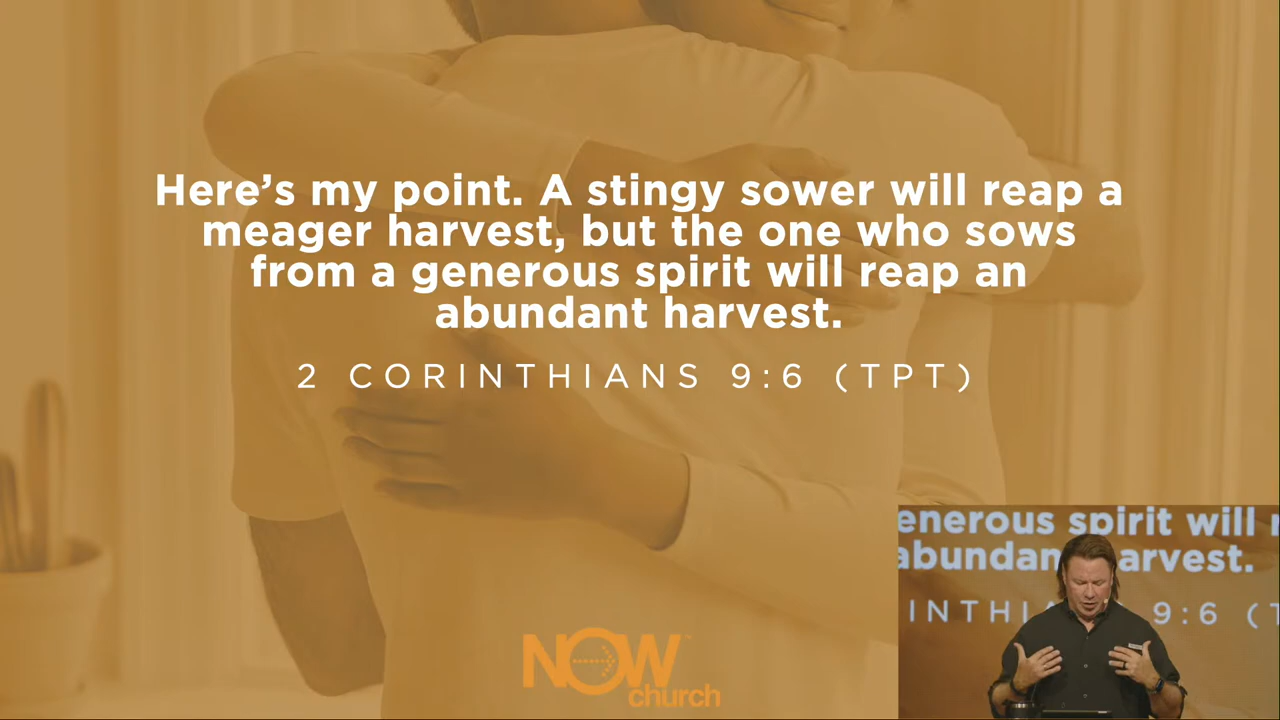 Here's my point. A stingy sower will reap a
meager harvest, but the one who sows
from a generous spirit will reap an
abundant harvest.
2 CORINTHIANS 9:6 (TPT)
NOW
church
enerous spirit will
abundan arvest.
INTHIA 9:6 (T